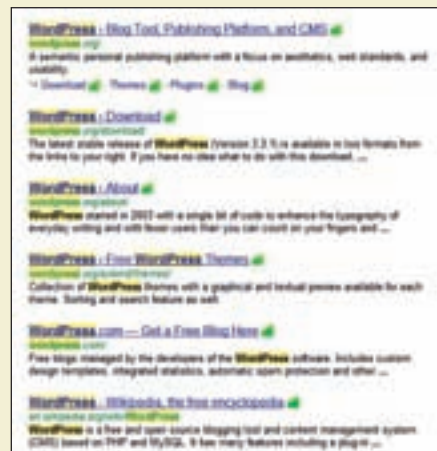 WordPress › Blog Tool, Publishing Platform, and CMS
wordpress.org/
A semantic personal publishing platform with a focus on aesthetics, web standards, and
usability.
Download - Themes - Plugins - Blog
WordPress › Download
wordpress.org/download/
The latest stable release of WordPress (Version 3.3.1) is available in two formats from
the links to your right. If you have no idea what to do with this download, ...
WordPress › About
wordpress.org/about/
WordPress started in 2003 with a single bit of code to enhance the typography of
everyday writing and with fewer users than you can count on your fingers and ...
WordPress › Free WordPress Themes
wordpress.org/extend/themes/
Collection of WordPress themes with a graphical and textual preview available for each
theme. Sorting and search feature as well.
WordPress.com — Get a Free Blog Here
wordpress.com/
Free blogs managed by the developers of the WordPress software. Includes custom
design templates, integrated statistics, automatic spam protection and other ...
WordPress - Wikipedia, the free encyclopedia
en.wikipedia.org/wiki/WordPress
WordPress is a free and open source blogging tool and content management system
(CMS) based on PHP and MySQL. It has many features including a plug-in ...